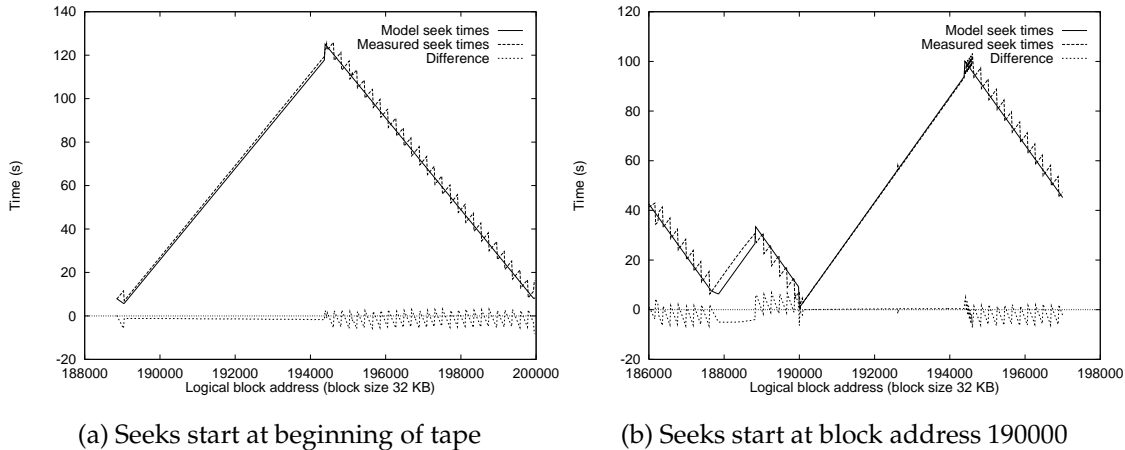 140
120
100
80
60
40
20
0
-20
Time (s)
Model seek times
Measured seek times
Difference
188000 190000 192000 194000 196000 198000 200000
Logical block address (block size 32 KB)
(a) Seeks start at beginning of tape
120
100
80
60
40
20
0
-20
Time (s)
Model seek times
Measured seek times
Difference
186000 188000 190000 192000 194000 196000 198000
Logical block address (block size 32 KB)
(b) Seeks start at block address 190000